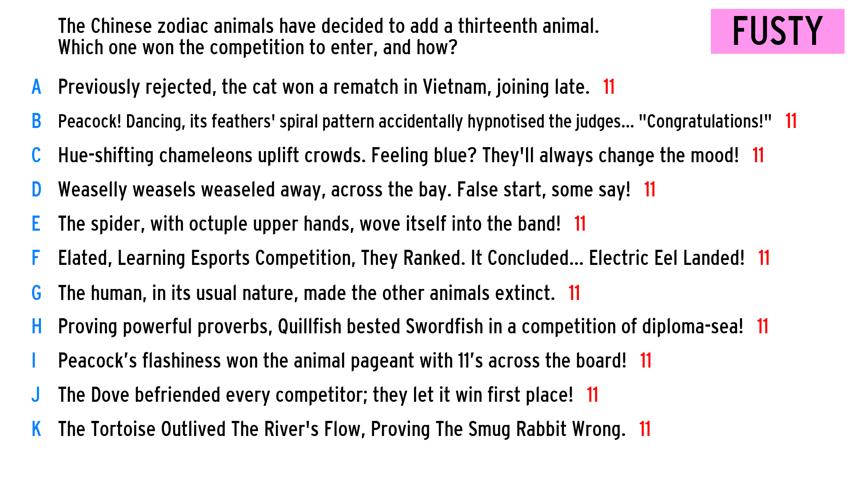 The Chinese zodiac animals have decided to add a thirteenth animal.
Which one won the competition to enter, and how?
FUSTY
A Previously rejected, the cat won a rematch in Vietnam, joining late. 11
B Peacock! Dancing, its feathers' spiral pattern accidentally hypnotised the judges... "Congratulations!" 11
C Hue-shifting chameleons uplift crowds. Feeling blue? They'll always change the mood! 11
D Weaselly weasels weaseled away, across the bay. False start, some say! 11
E The spider, with octuple upper hands, wove itself into the band! 11
F Elated, Learning Esports Competition, They Ranked. It Concluded... Electric Eel Landed! 11
G The human, in its usual nature, made the other animals extinct. 11
H Proving powerful proverbs, Quillfish bested Swordfish in a competition of diploma-sea! 11
I Peacock's flashiness won the animal pageant with 11's across the board! 11
J The Dove befriended every competitor; they let it win first place! 11
K The Tortoise Outlived The River's Flow, Proving The Smug Rabbit Wrong. 11